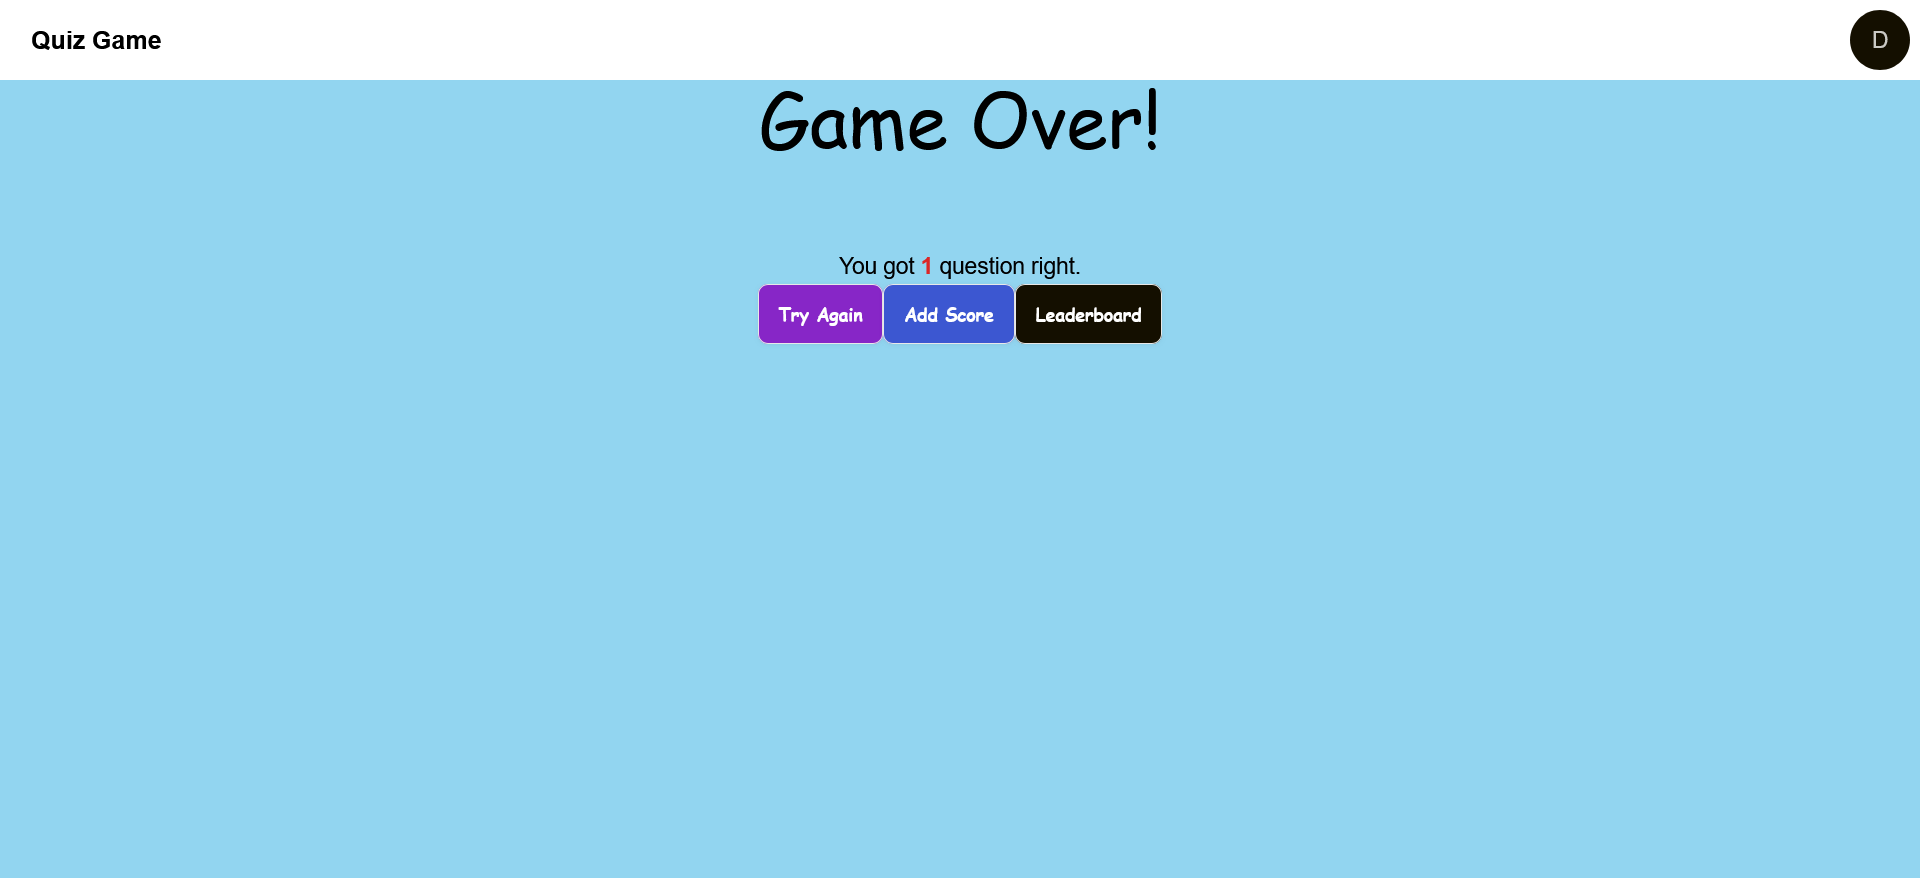 Quiz Game
D
Game Over!
You got 1 question right.
Try Again
Add Score
Leaderboard